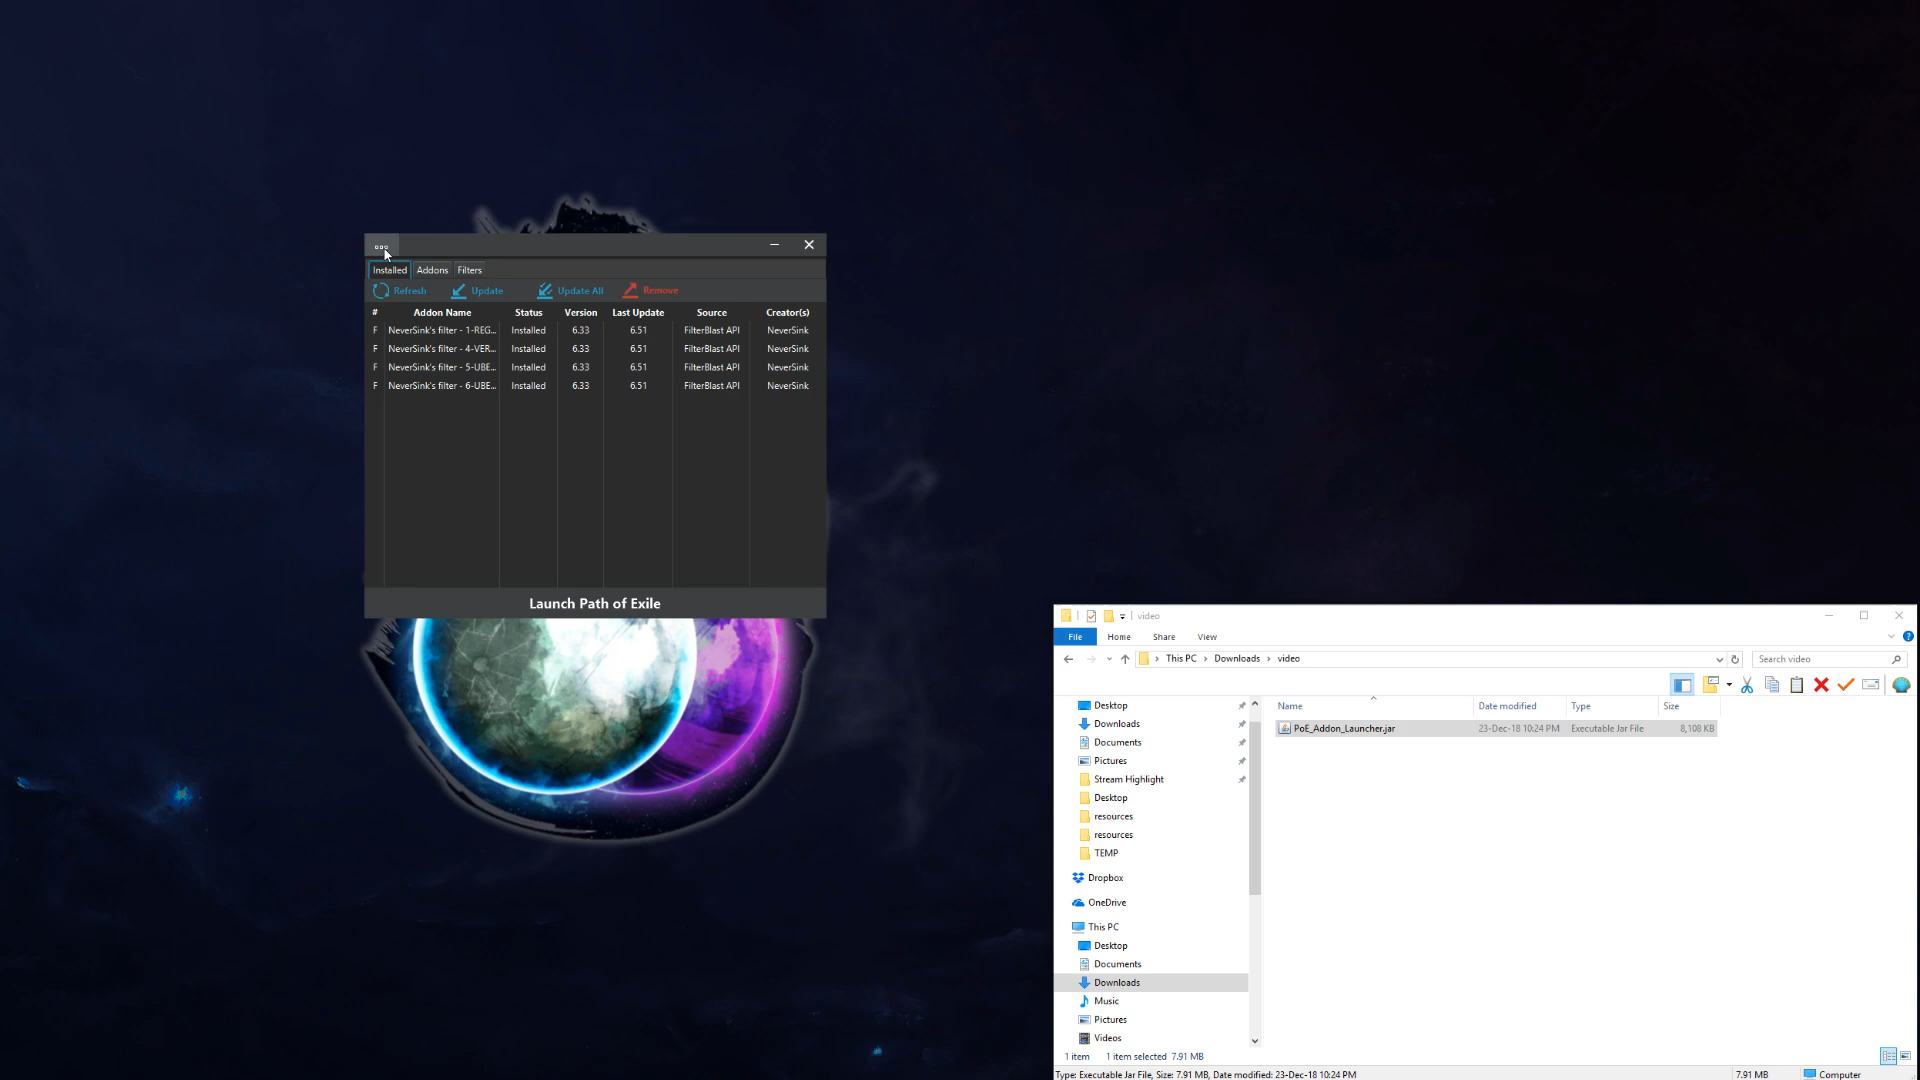 Installed Addons Filters
Refresh Update Update All Remove
# Addon Name Status Version Last Update Source Creator(s)
F NeverSink's filter - 1-REG... Installed 6.33 6.51 FilterBlast API NeverSink
F NeverSink's filter - 4-VER... Installed 6.33 6.51 FilterBlast API NeverSink
F NeverSink's filter - 5-UBE... Installed 6.33 6.51 FilterBlast API NeverSink
F NeverSink's filter - 6-UBE... Installed 6.33 6.51 FilterBlast API NeverSink
Launch Path of Exile
video
File Home Share View
This PC › Downloads › video
Search video
Desktop
Downloads
Documents
Pictures
Stream Highlight
Desktop
resources
resources
TEMP
Dropbox
OneDrive
This PC
Desktop
Documents
Downloads
Music
Pictures
Videos
Name Date modified Type Size
PoE_Addon_Launcher.jar 23-Dec-18 10:24 PM Executable Jar File 8,108 KB
1 item 1 item selected 7.91 MB
Type: Executable Jar File, Size: 7.91 MB, Date modified: 23-Dec-18 10:24 PM 7.91 MB Computer